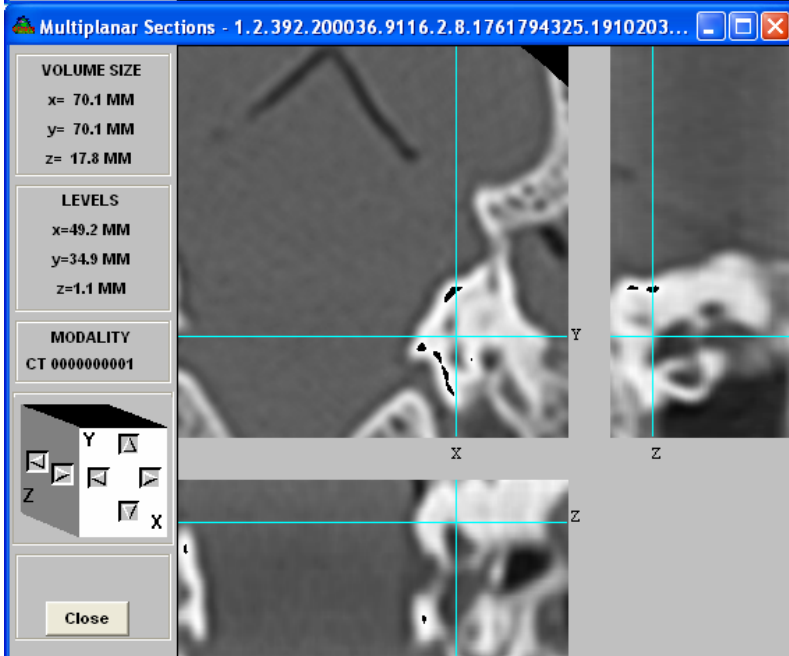 Multiplanar Sections - 1.2.392.200036.9116.2.8.1761794325.1910203...
VOLUME SIZE
x= 70.1 MM
y= 70.1 MM
z= 17.8 MM
LEVELS
x=49.2 MM
y=34.9 MM
z=1.1 MM
MODALITY
CT 0000000001
Y
Z
X
Close
Y
X
Z
Z